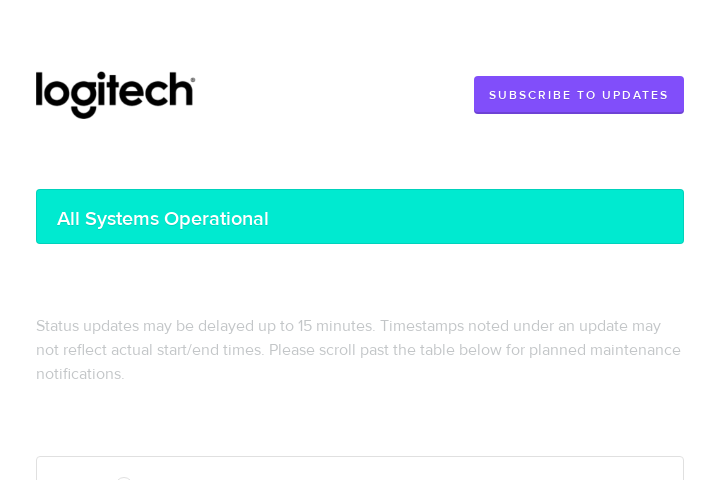 logitech
SUBSCRIBE TO UPDATES
All Systems Operational
Status updates may be delayed up to 15 minutes. Timestamps noted under an update may
not reflect actual start/end times. Please scroll past the table below for planned maintenance
notifications.